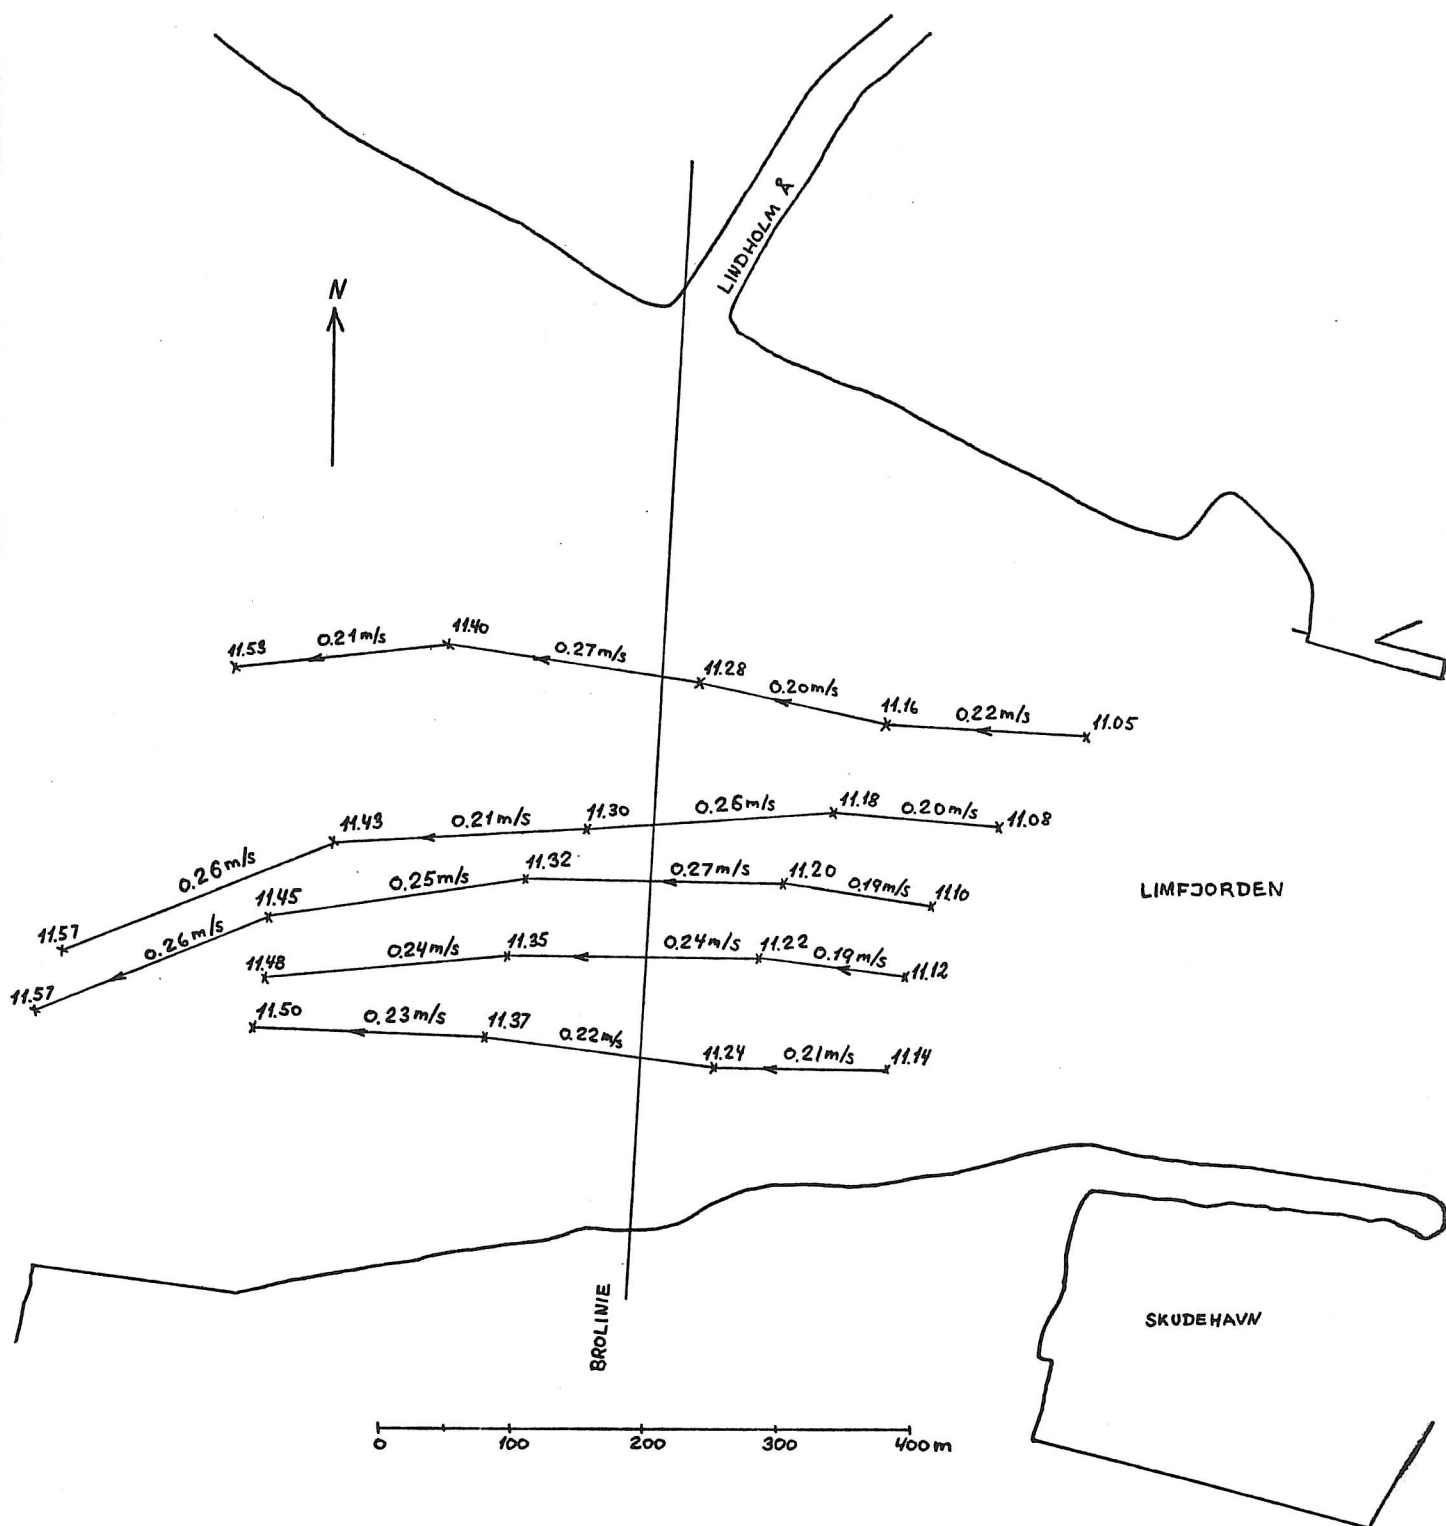 LINDHOLM Å
N
11.53
0.21 m/s
11.40
0.27 m/s
11.28
0.20 m/s
11.16
0.22 m/s
11.05
11.57
0.26 m/s
11.43
0.21 m/s
11.30
0.26 m/s
11.18
0.20 m/s
11.08
11.57
0.26 m/s
11.45
0.25 m/s
11.32
0.27 m/s
11.20
0.19 m/s
11.10
LIMFJORDEN
11.48
0.24 m/s
11.35
0.24 m/s
11.22
0.19 m/s
11.12
11.50
0.23 m/s
11.37
0.22 m/s
11.24
0.21 m/s
11.14
BROLINIE
SKUDEHAVN
0 100 200 300 400 m